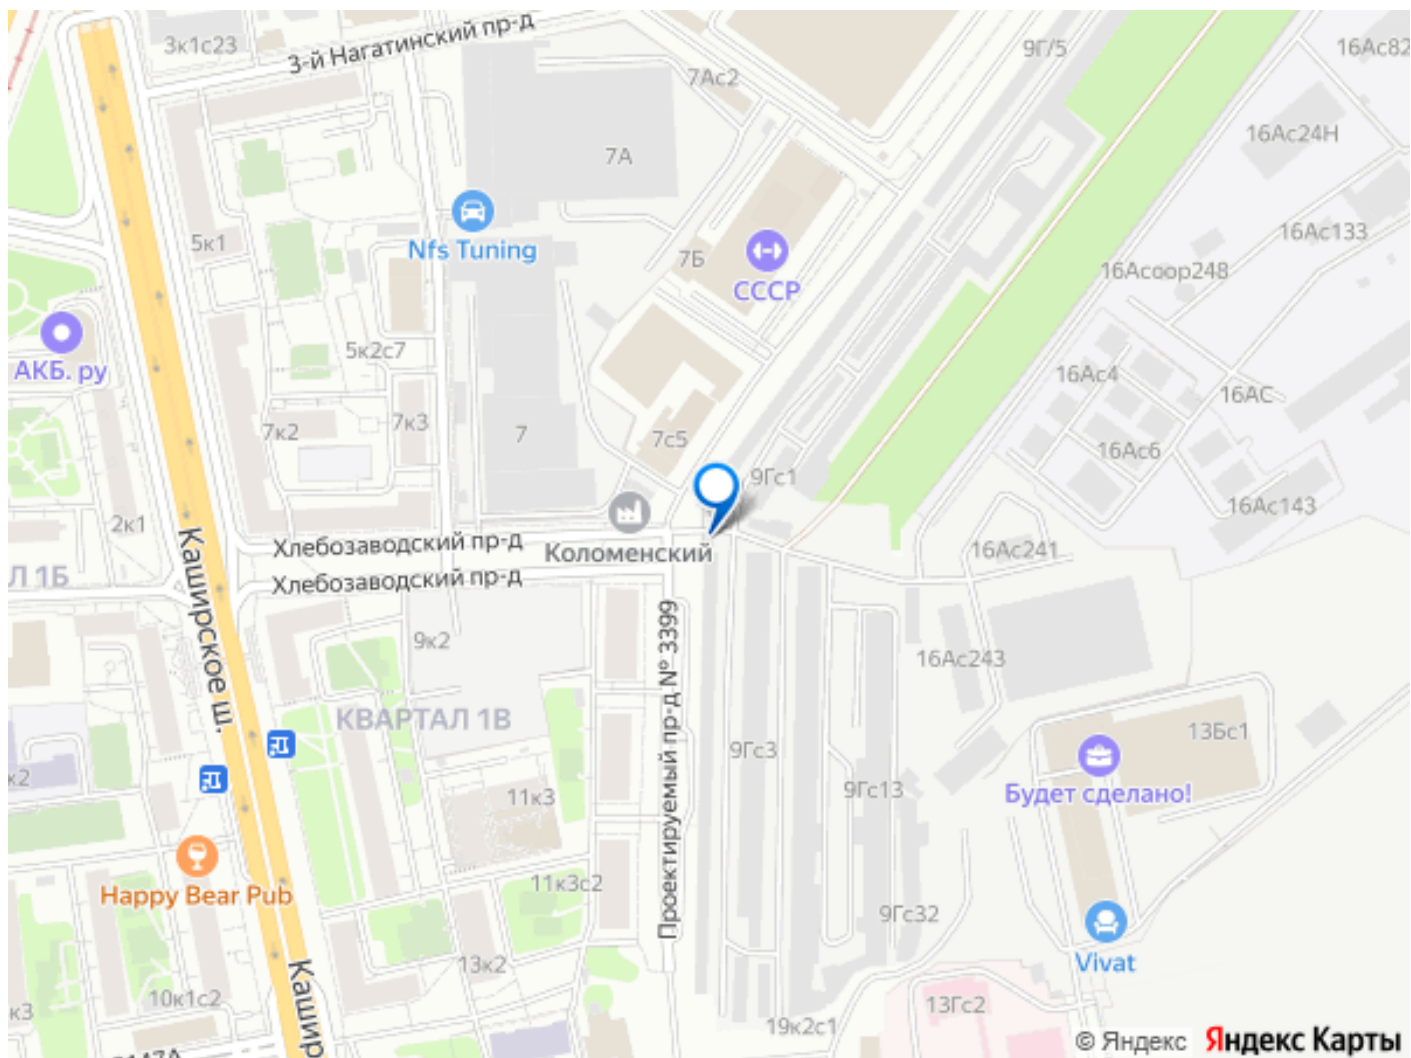 3к1с23
3-й Нагатинский пр-д
9Г/5
16Ас82
7Ас2
16Ас24Н
7А
5к1
Nfs Tuning
7Б
СССР
16Ас133
16Асоор248
АКБ. ру
5к2с7
16Ас4
16АС
7к2
7к3
7
7с5
16Ас6
9Гс1
16Ас143
2к1
Хлебозаводский пр-д
Коломенский
16Ас241
Л 1Б
Хлебозаводский пр-д
Каширское ш.
9к2
Проектируемый пр-д № 3399
16Ас243
КВАРТАЛ 1В
9Гс3
13Бс1
к2
11к3
9Гс13
Будет сделано!
Happy Bear Pub
11к3с2
9Гс32
13к2
Vivat
10к1с2
к3
Кашир
13Гс2
19к2с1
© Яндекс Яндекс Карты